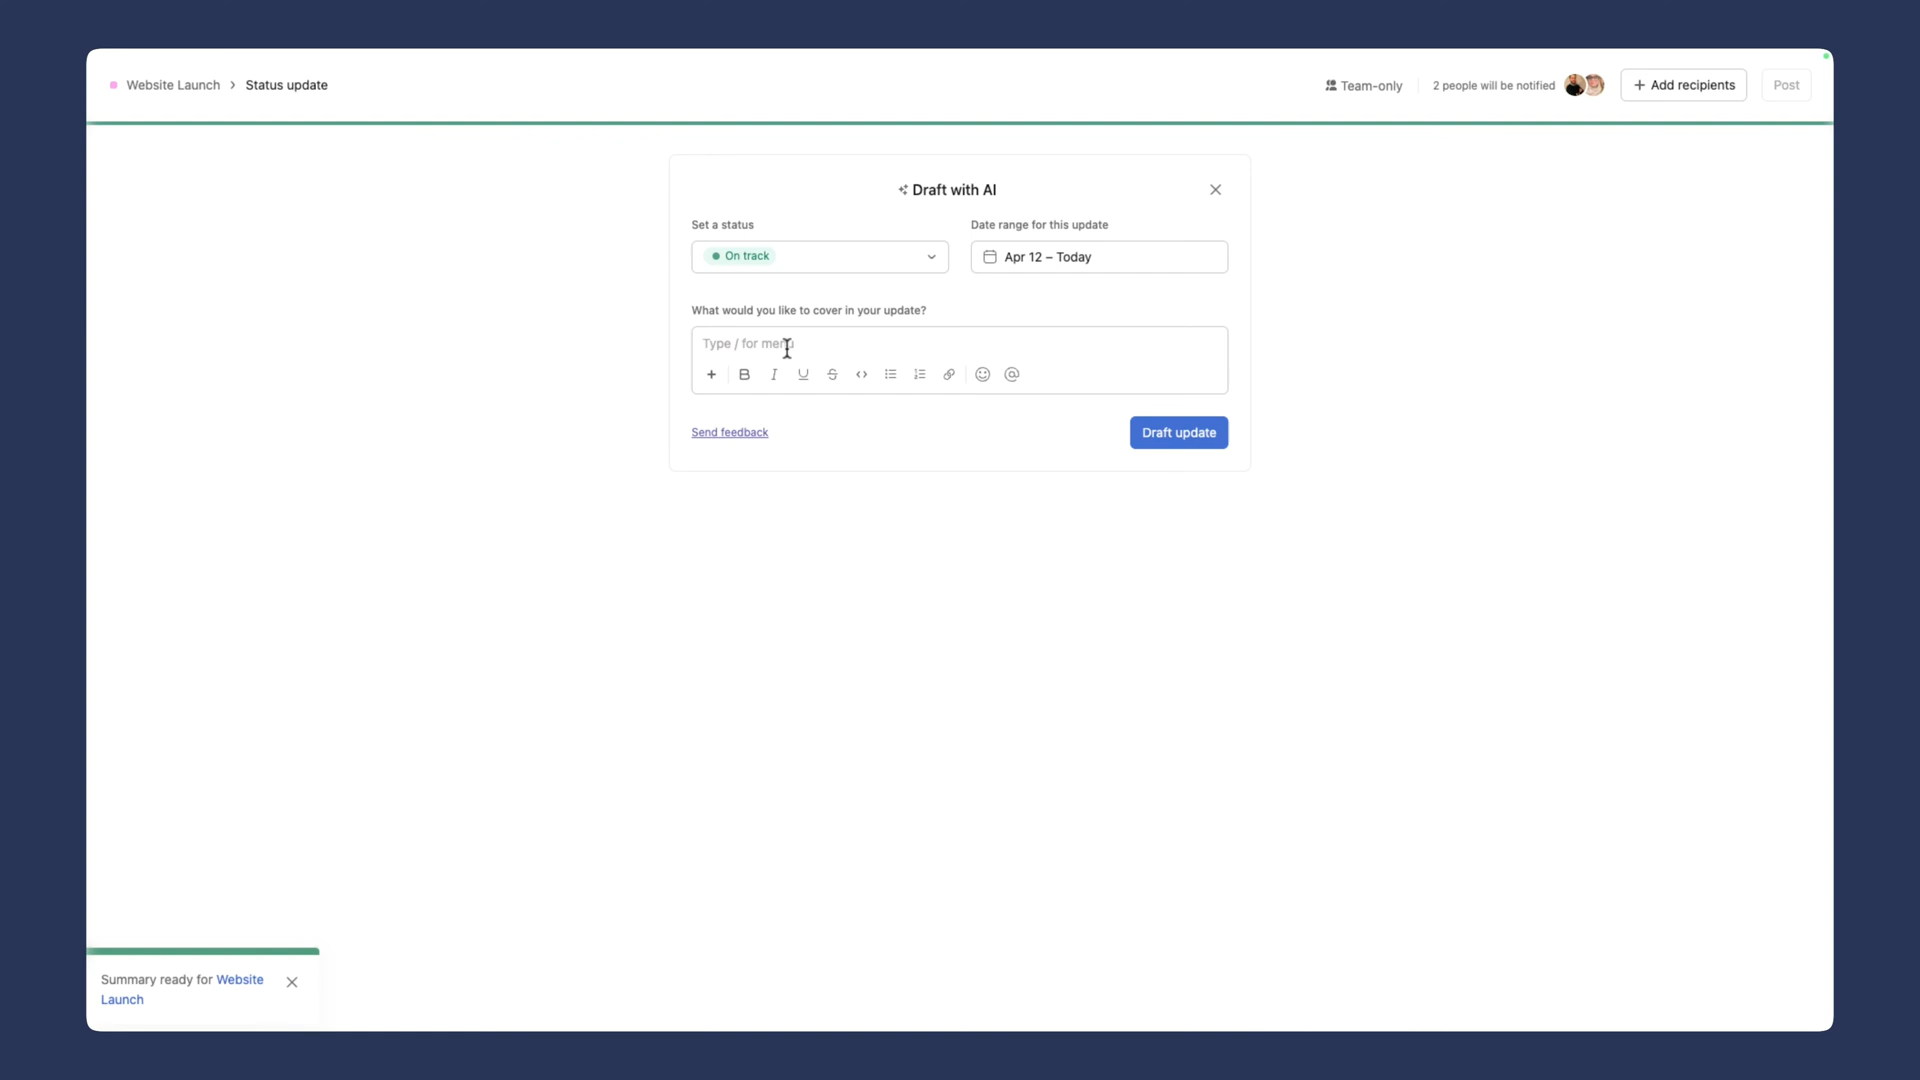 Website Launch > Status update
Team-only
2 people will be notified
+ Add recipients
Post
Draft with AI
Set a status
Date range for this update
On track
Apr 12 – Today
What would you like to cover in your update?
Type / for menu
Send feedback
Draft update
Summary ready for Website
Launch